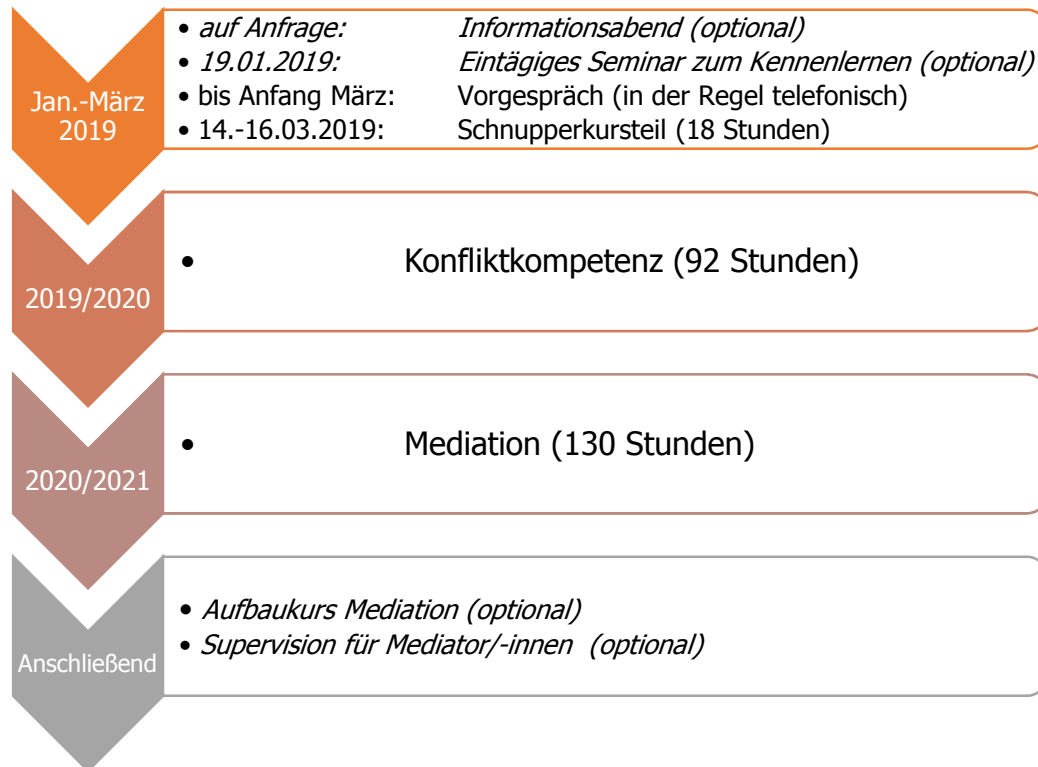 Jan.-März
2019
• auf Anfrage: Informationsabend (optional)
• 19.01.2019: Eintägiges Seminar zum Kennenlernen (optional)
• bis Anfang März: Vorgespräch (in der Regel telefonisch)
• 14.-16.03.2019: Schnupperkursteil (18 Stunden)
2019/2020
• Konfliktkompetenz (92 Stunden)
2020/2021
• Mediation (130 Stunden)
Anschließend
• Aufbaukurs Mediation (optional)
• Supervision für Mediator/-innen (optional)